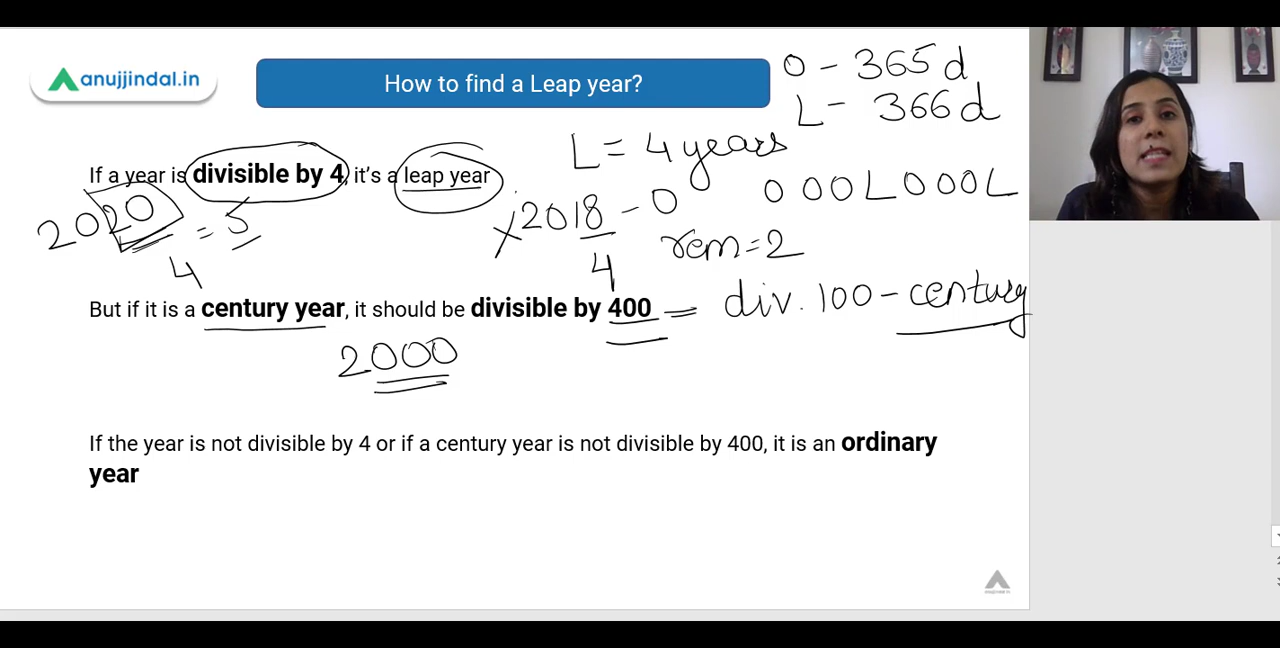 anujjindal.in
How to find a Leap year?
O - 365 d
L - 366 d
L = 4 years
If a year is divisible by 4, it's a leap year
2020
4
= 5
2018 - O
4
rem = 2
O O O L O O O L
But if it is a century year, it should be divisible by 400 = div. 100 - century
2000
If the year is not divisible by 4 or if a century year is not divisible by 400, it is an ordinary
year